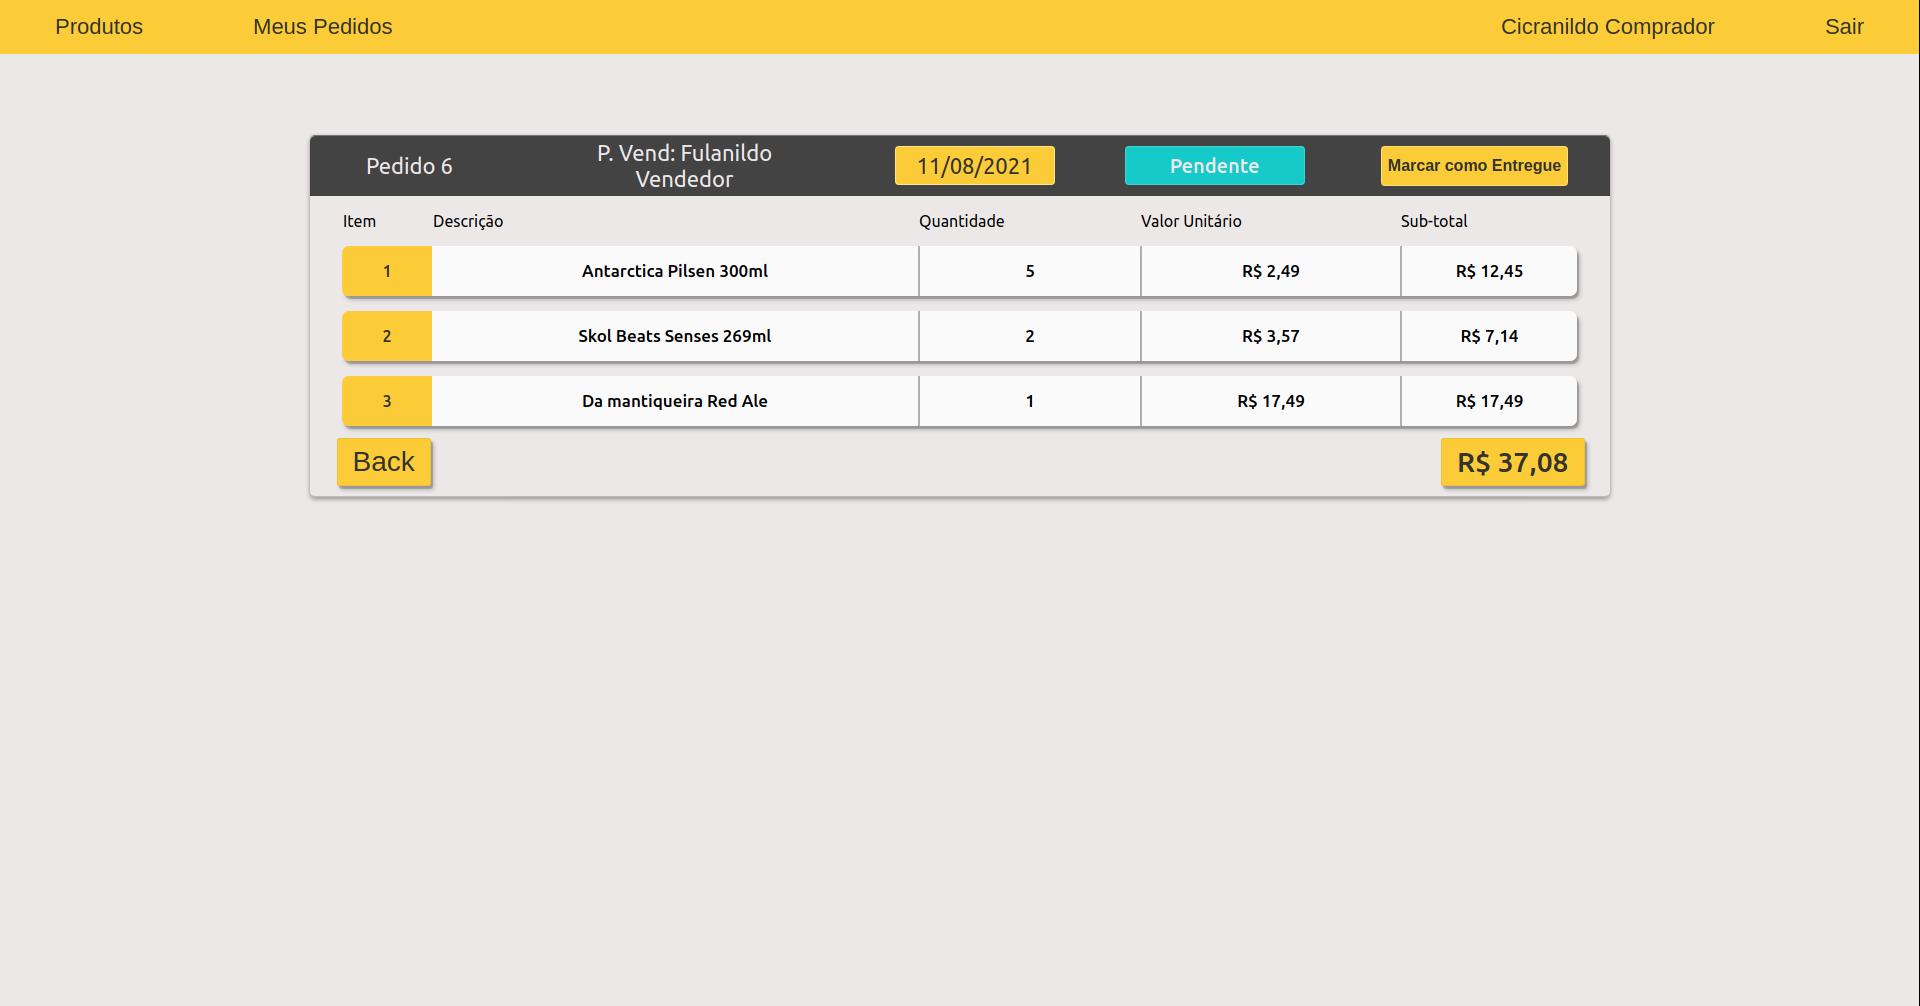 Produtos Meus Pedidos Cicranildo Comprador Sair
Pedido 6 P. Vend: Fulanildo Vendedor 11/08/2021 Pendente Marcar como Entregue
Item Descrição Quantidade Valor Unitário Sub-total
1 Antarctica Pilsen 300ml 5 R$ 2,49 R$ 12,45
2 Skol Beats Senses 269ml 2 R$ 3,57 R$ 7,14
3 Da mantiqueira Red Ale 1 R$ 17,49 R$ 17,49
Back R$ 37,08